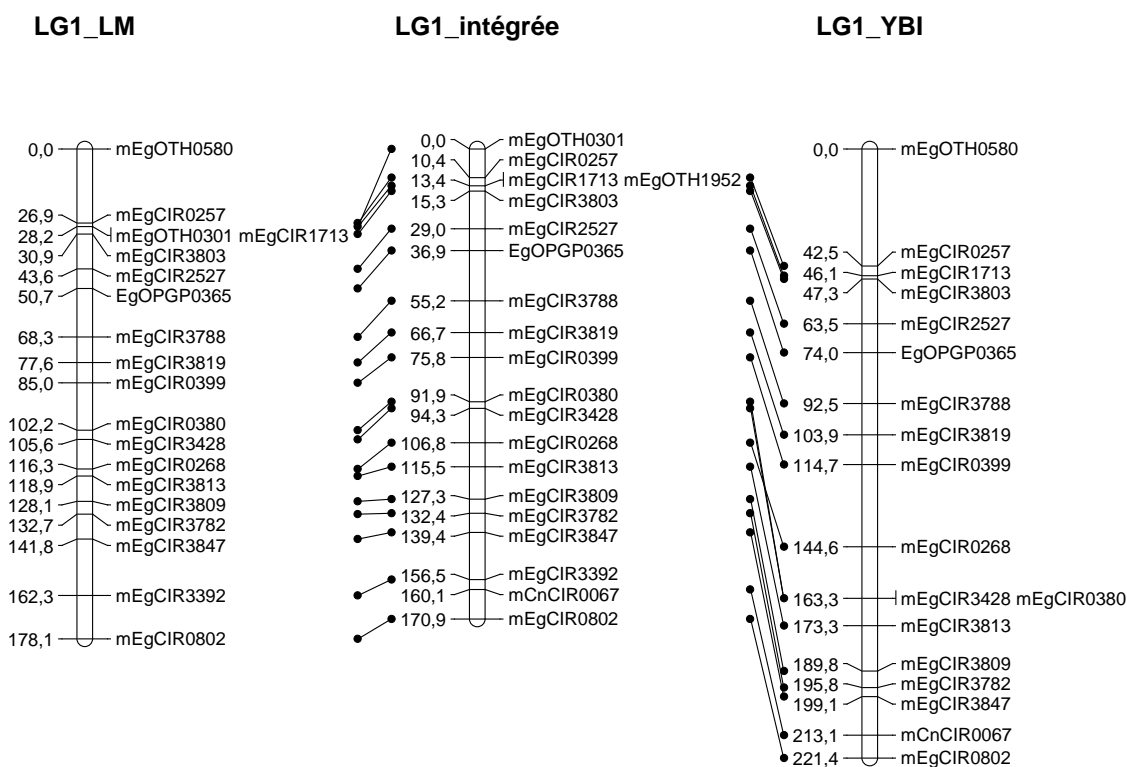 LG1_LM
0,0 mEgOTH0580
26,9 mEgCIR0257
28,2 mEgOTH0301 mEgCIR1713
30,9 mEgCIR3803
43,6 mEgCIR2527
50,7 EgOPGP0365
68,3 mEgCIR3788
77,6 mEgCIR3819
85,0 mEgCIR0399
102,2 mEgCIR0380
105,6 mEgCIR3428
116,3 mEgCIR0268
118,9 mEgCIR3813
128,1 mEgCIR3809
132,7 mEgCIR3782
141,8 mEgCIR3847
162,3 mEgCIR3392
178,1 mEgCIR0802
LG1_intégrée
0,0 mEgOTH0301
10,4 mEgCIR0257
13,4 mEgCIR1713 mEgOTH1952
15,3 mEgCIR3803
29,0 mEgCIR2527
36,9 EgOPGP0365
55,2 mEgCIR3788
66,7 mEgCIR3819
75,8 mEgCIR0399
91,9 mEgCIR0380
94,3 mEgCIR3428
106,8 mEgCIR0268
115,5 mEgCIR3813
127,3 mEgCIR3809
132,4 mEgCIR3782
139,4 mEgCIR3847
156,5 mEgCIR3392
160,1 mCnCIR0067
170,9 mEgCIR0802
LG1_YBI
0,0 mEgOTH0580
42,5 mEgCIR0257
46,1 mEgCIR1713
47,3 mEgCIR3803
63,5 mEgCIR2527
74,0 EgOPGP0365
92,5 mEgCIR3788
103,9 mEgCIR3819
114,7 mEgCIR0399
144,6 mEgCIR0268
163,3 mEgCIR3428 mEgCIR0380
173,3 mEgCIR3813
189,8 mEgCIR3809
195,8 mEgCIR3782
199,1 mEgCIR3847
213,1 mCnCIR0067
221,4 mEgCIR0802